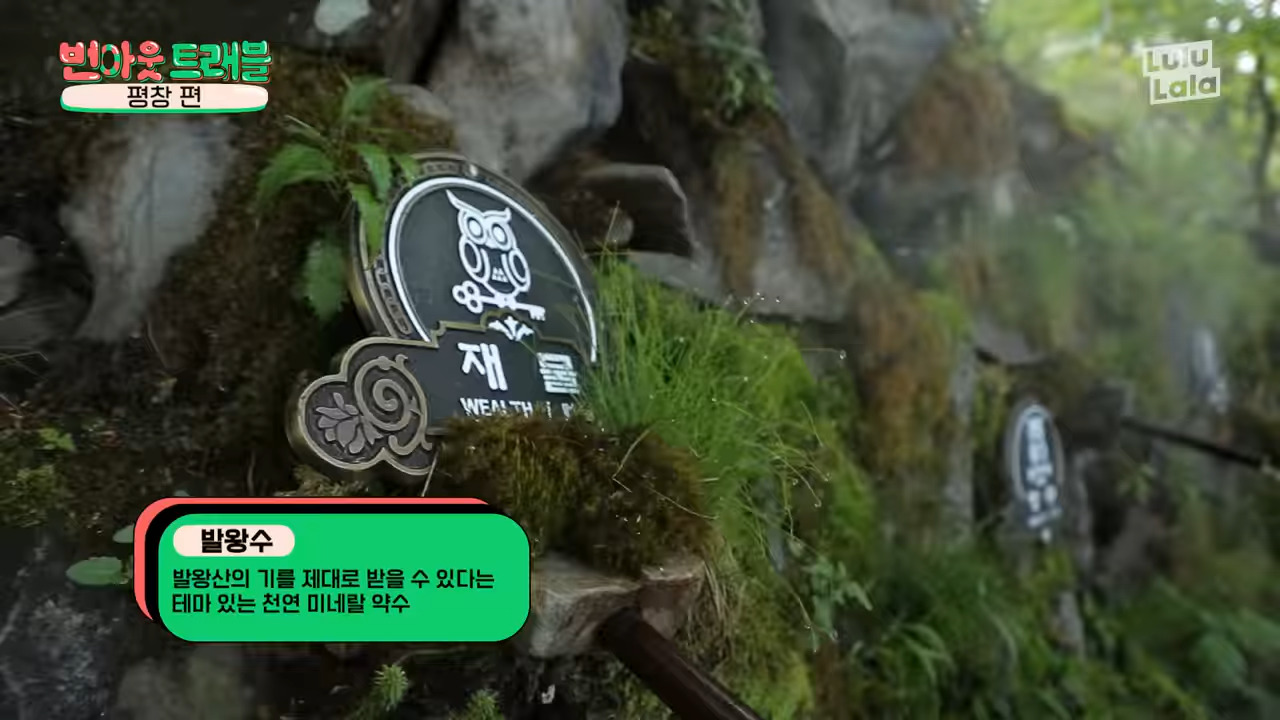 빈아웃 트래블
평창 편
LULU
Lala
재물
WEALTH
발왕수
발왕산의 기를 제대로 받을 수 있다는
테마 있는 천연 미네랄 약수